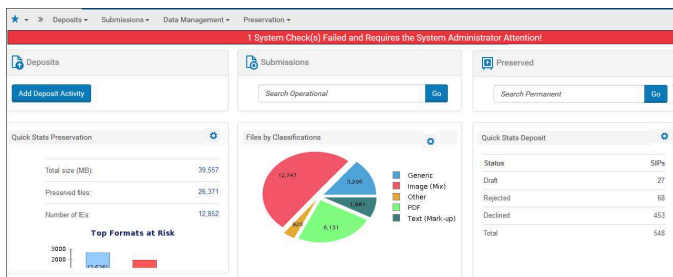 Deposits Submissions Data Management Preservation
1 System Check(s) Failed and Requires the System Administrator Attention!
Deposits
Submissions
Preserved
Add Deposit Activity
Search Operational Go
Search Permanent Go
Quick Stats Preservation
Total size (MB): 39,557
Preserved files: 26,371
Number of IEs: 12,852
Top Formats at Risk
3000
2000
Files by Classifications
12,747
6,131
Generic
Image (Mix)
Other
PDF
Text (Mark-up)
Quick Stats Deposit
Status SIPs
Draft 27
Rejected 68
Declined 453
Total 548